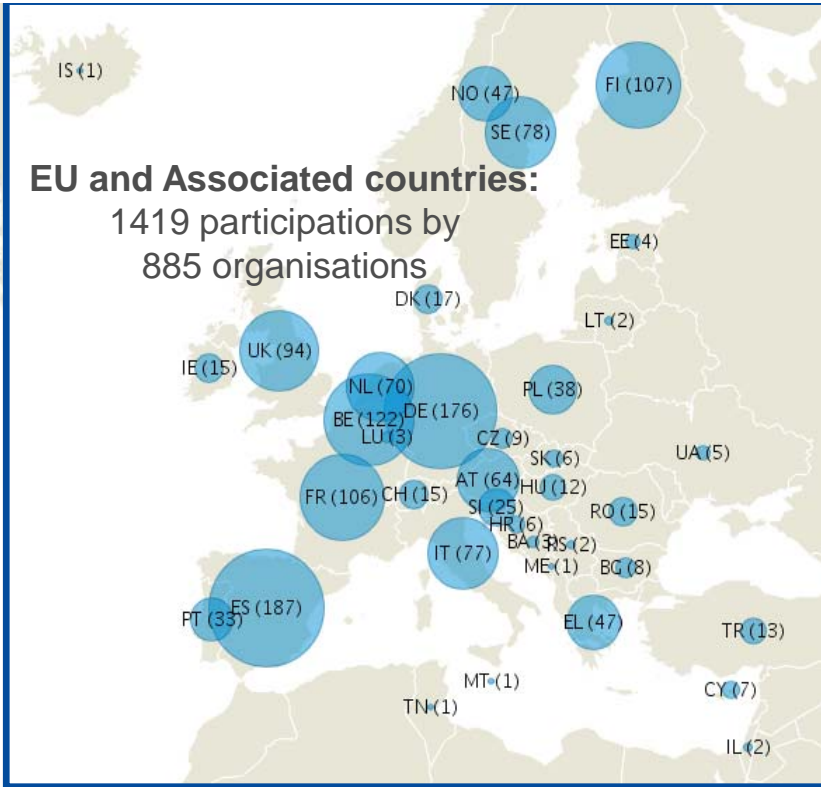 IS (1)
NO (47)
FI (107)
SE (78)
EU and Associated countries:
1419 participations by
885 organisations
EE (4)
DK (17)
LT (2)
UK (94)
IE (15)
NL (70)
PL (38)
DE (176)
BE (122)
LU (3)
CZ (9)
UA (5)
SK (6)
AT (64)
HU (12)
FR (106)
CH (15)
SI (25)
RO (15)
HR (6)
BA (3)
RS (2)
IT (77)
ME (1)
BG (8)
ES (187)
PT (33)
EL (47)
TR (13)
MT (1)
CY (7)
TN (1)
IL (2)